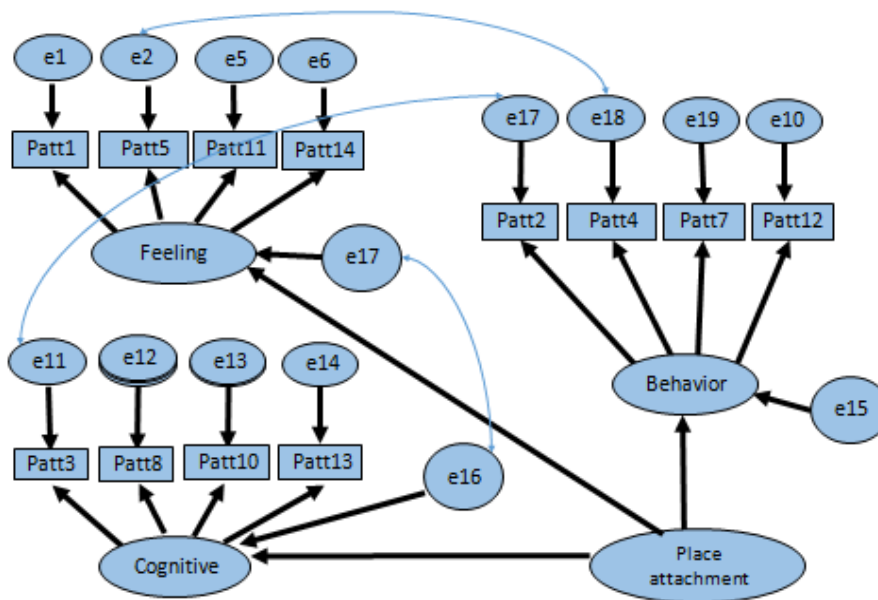 e1
e2
e5
e6
Patt1
Patt5
Patt11
Patt14
Feeling
e17
e17
e18
e19
e10
Patt2
Patt4
Patt7
Patt12
Behavior
e15
e11
e12
e13
e14
Patt3
Patt8
Patt10
Patt13
Cognitive
e16
Place
attachment